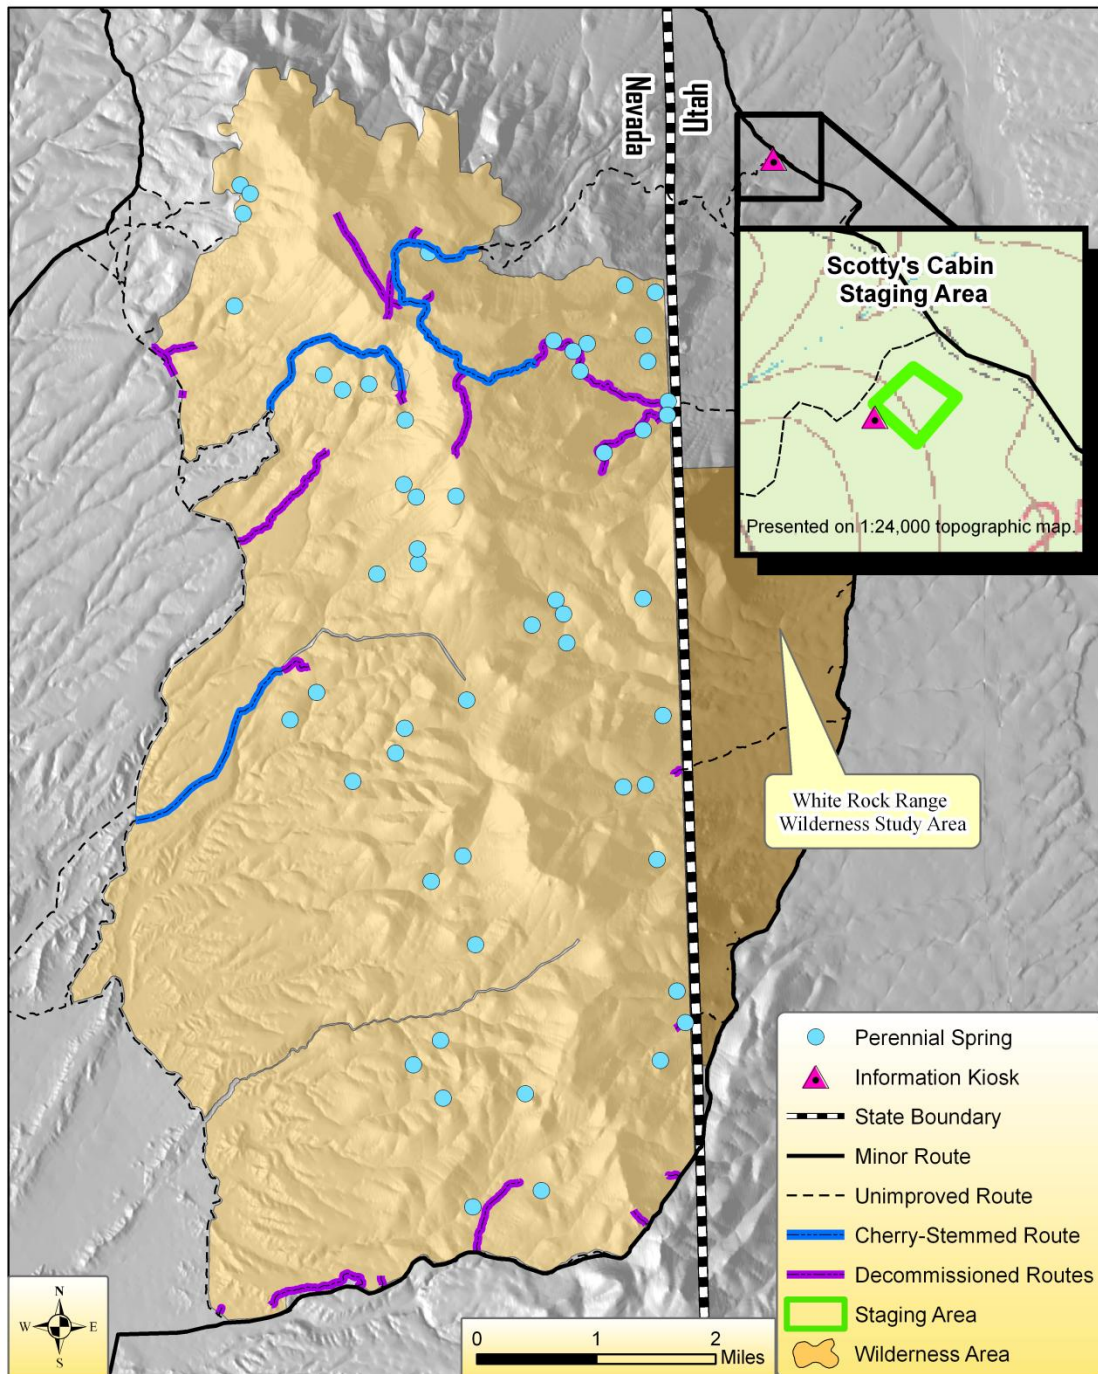 Nevada
Utah
Scotty's Cabin
Staging Area
Presented on 1:24,000 topographic map.
White Rock Range
Wilderness Study Area
Perennial Spring
Information Kiosk
State Boundary
Minor Route
Unimproved Route
Cherry-Stemmed Route
Decommissioned Routes
Staging Area
Wilderness Area
N
W
E
S
0
1
2
Miles